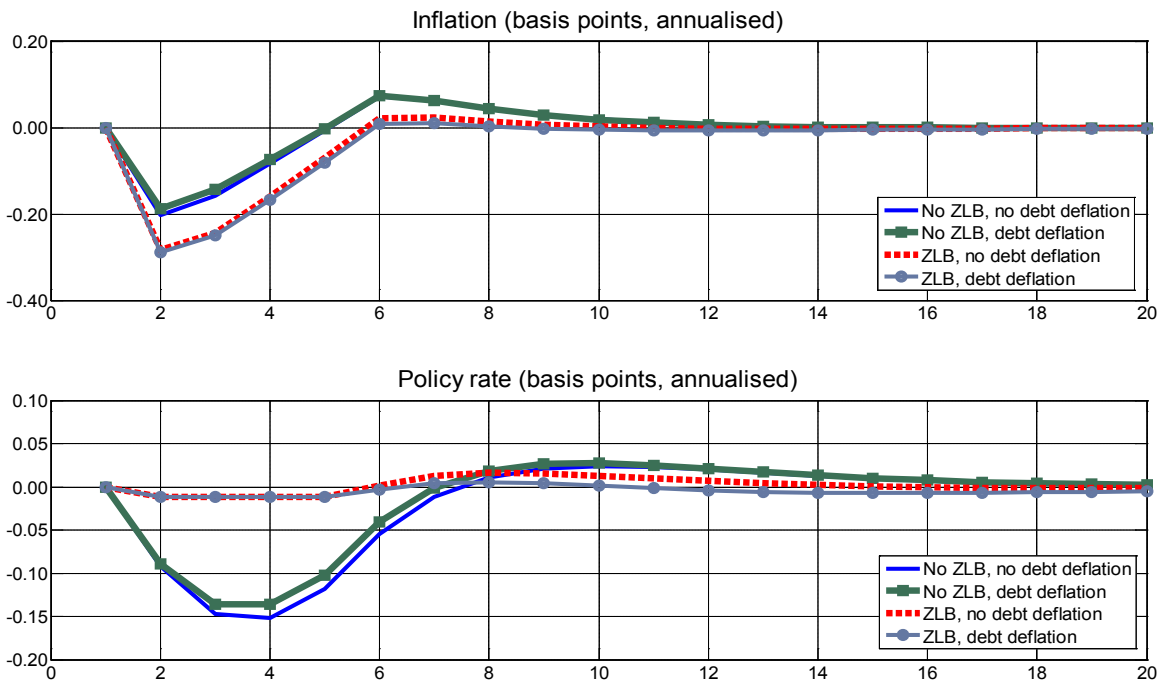 Inflation (basis points, annualised)
0.20
0.00
-0.20
-0.40
0 2 4 6 8 10 12 14 16 18 20
No ZLB, no debt deflation
No ZLB, debt deflation
ZLB, no debt deflation
ZLB, debt deflation
Policy rate (basis points, annualised)
0.10
0.05
0.00
-0.05
-0.10
-0.15
-0.20
0 2 4 6 8 10 12 14 16 18 20
No ZLB, no debt deflation
No ZLB, debt deflation
ZLB, no debt deflation
ZLB, debt deflation